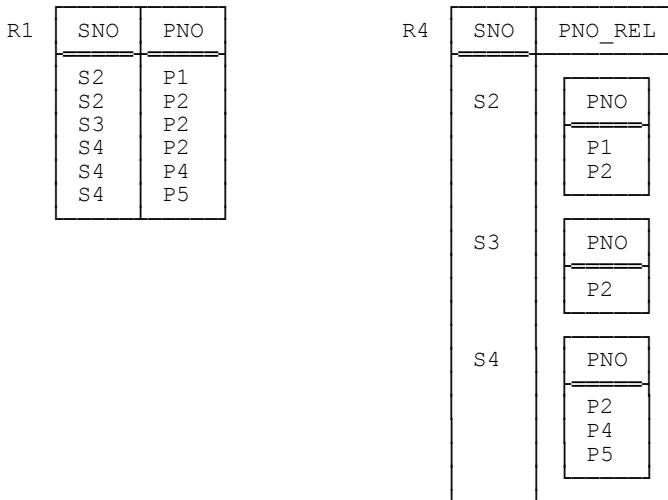 R1 SNO PNO
S2 P1
S2 P2
S3 P2
S4 P2
S4 P4
S4 P5
R4 SNO PNO_REL
S2 PNO
P1
P2
S3 PNO
P2
S4 PNO
P2
P4
P5